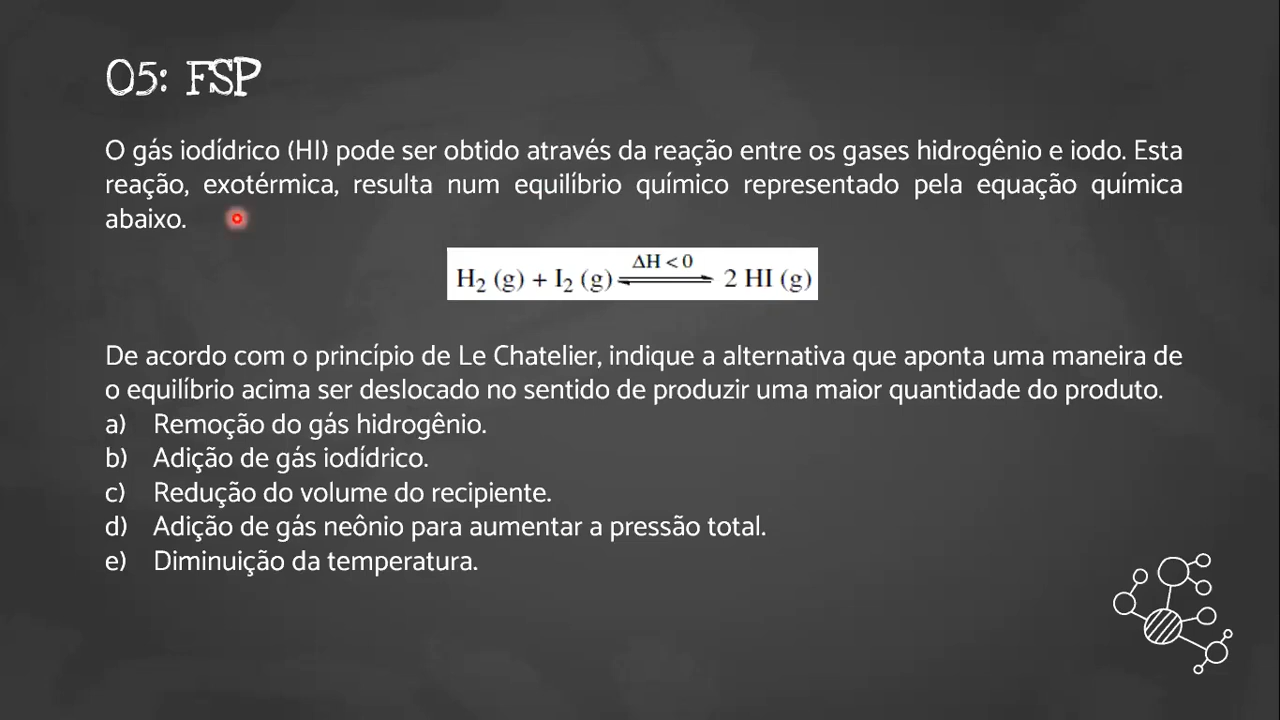 05: FSP
O gás iodídrico (HI) pode ser obtido através da reação entre os gases hidrogênio e iodo. Esta
reação, exotérmica, resulta num equilíbrio químico representado pela equação química
abaixo.
ΔH < 0
H₂ (g) + I₂ (g) ⇌ 2 HI (g)
De acordo com o princípio de Le Chatelier, indique a alternativa que aponta uma maneira de
o equilíbrio acima ser deslocado no sentido de produzir uma maior quantidade do produto.
a) Remoção do gás hidrogênio.
b) Adição de gás iodídrico.
c) Redução do volume do recipiente.
d) Adição de gás neônio para aumentar a pressão total.
e) Diminuição da temperatura.